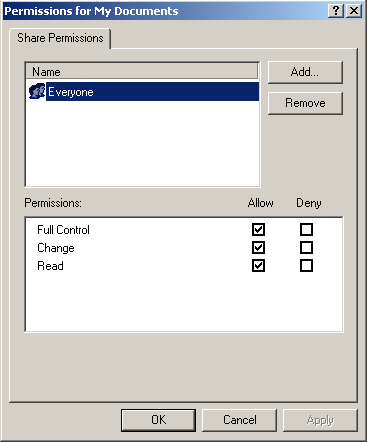 Permissions for My Documents
Share Permissions
Name
Add...
Everyone
Remove
Permissions: Allow Deny
Full Control
Change
Read
OK Cancel Apply